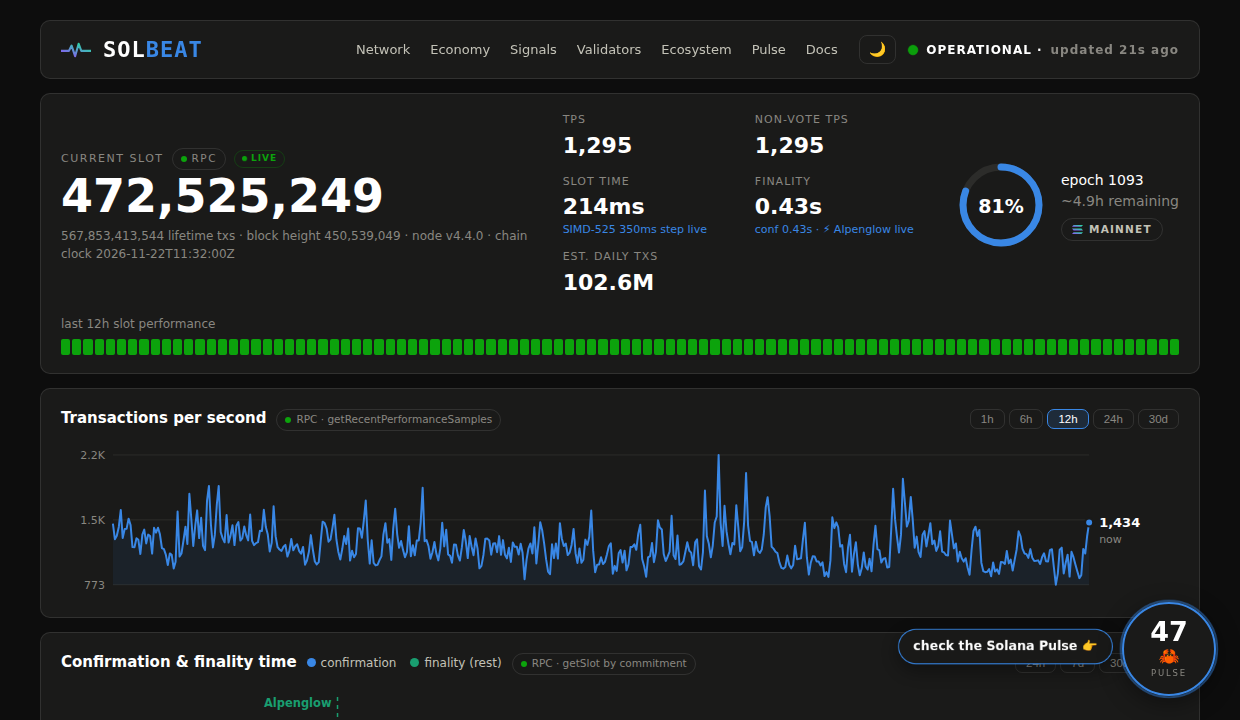 SOLBEAT
Network Economy Signals Validators Ecosystem Pulse Docs
OPERATIONAL · updated 21s ago
CURRENT SLOT RPC LIVE
472,525,249
567,853,413,544 lifetime txs · block height 450,539,049 · node v4.4.0 · chain
clock 2026-11-22T11:32:00Z
TPS
1,295
NON-VOTE TPS
1,295
SLOT TIME
214ms
SIMD-525 350ms step live
FINALITY
0.43s
conf 0.43s · ⚡ Alpenglow live
EST. DAILY TXS
102.6M
81%
epoch 1093
~4.9h remaining
MAINNET
last 12h slot performance
Transactions per second RPC · getRecentPerformanceSamples
1h 6h 12h 24h 30d
2.2K
1.5K
773
1,434
now
Confirmation & finality time confirmation finality (rest) RPC · getSlot by commitment
Alpenglow
check the Solana Pulse 👉
47
PULSE